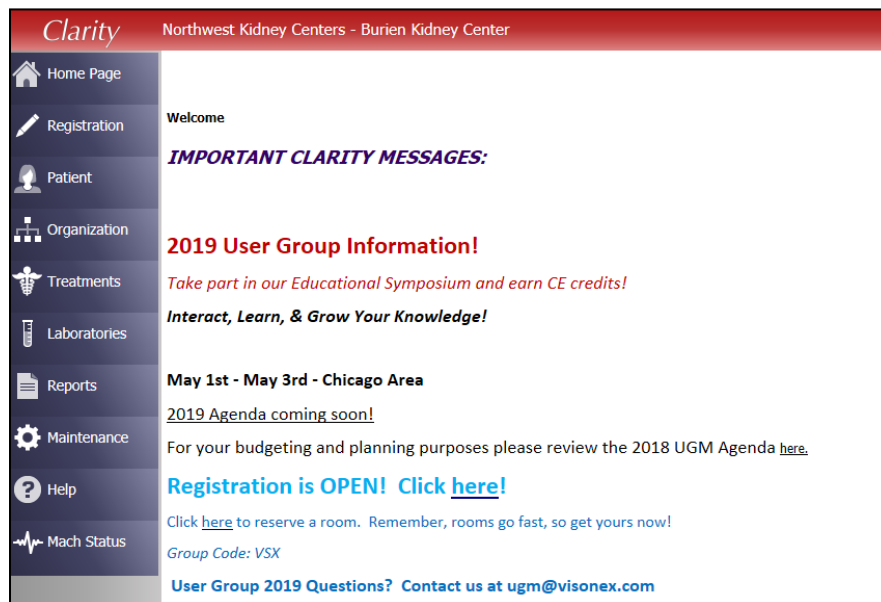 Clarity
Northwest Kidney Centers - Burien Kidney Center
Home Page
Registration
Patient
Organization
Treatments
Laboratories
Reports
Maintenance
Help
Mach Status
Welcome
IMPORTANT CLARITY MESSAGES:
2019 User Group Information!
Take part in our Educational Symposium and earn CE credits!
Interact, Learn, & Grow Your Knowledge!
May 1st - May 3rd - Chicago Area
2019 Agenda coming soon!
For your budgeting and planning purposes please review the 2018 UGM Agenda here.
Registration is OPEN!  Click here!
Click here to reserve a room.  Remember, rooms go fast, so get yours now!
Group Code: VSX
User Group 2019 Questions?  Contact us at ugm@visonex.com